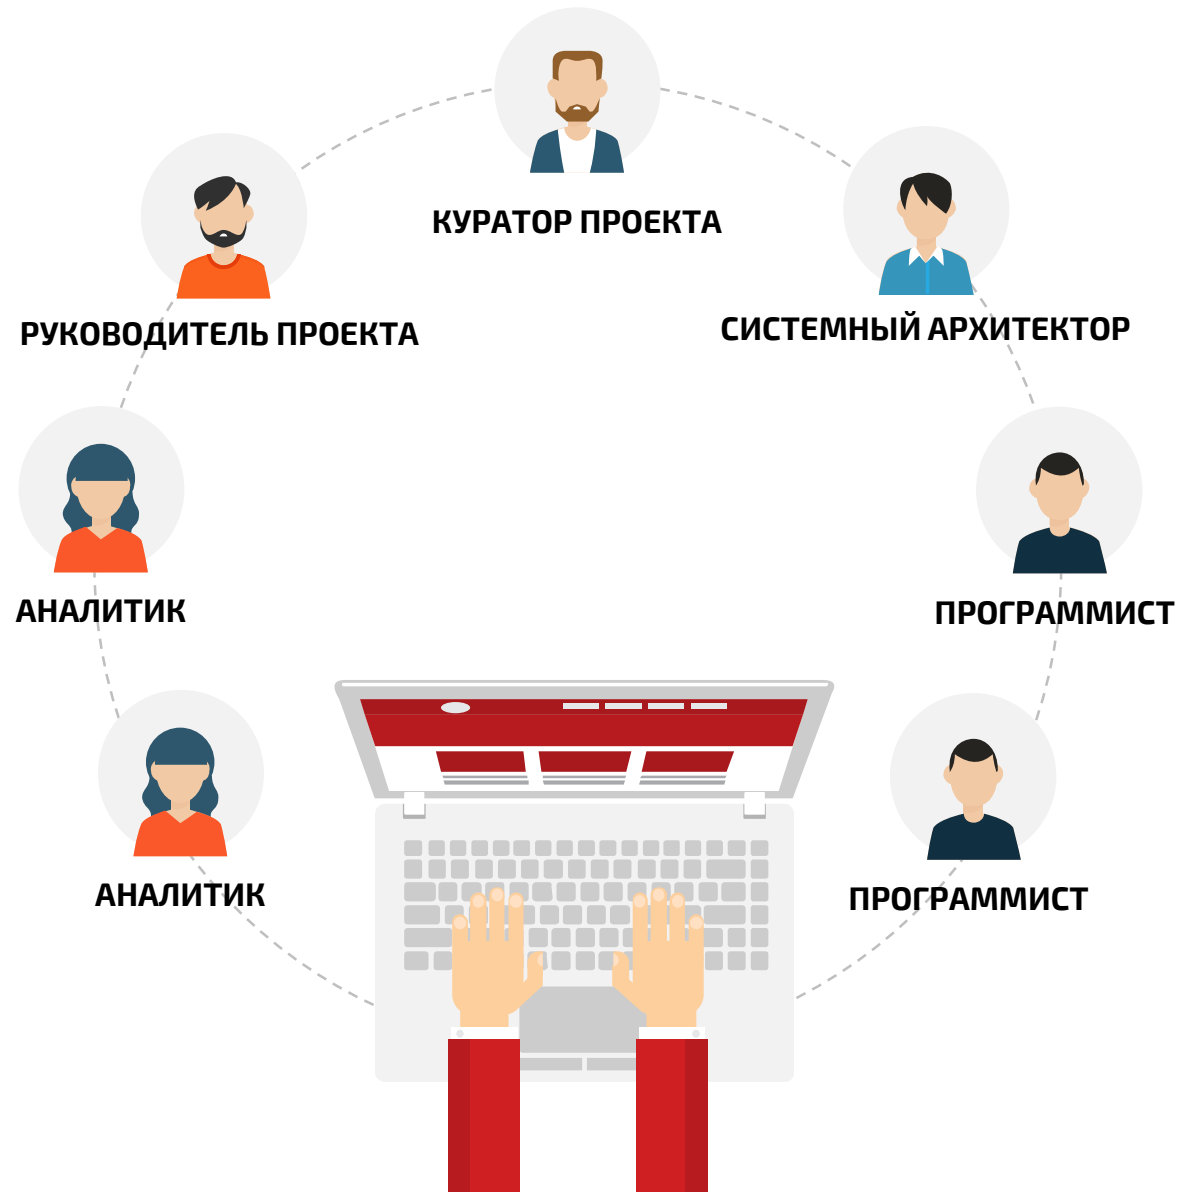 КУРАТОР ПРОЕКТА
РУКОВОДИТЕЛЬ ПРОЕКТА
СИСТЕМНЫЙ АРХИТЕКТОР
АНАЛИТИК
ПРОГРАММИСТ
АНАЛИТИК
ПРОГРАММИСТ